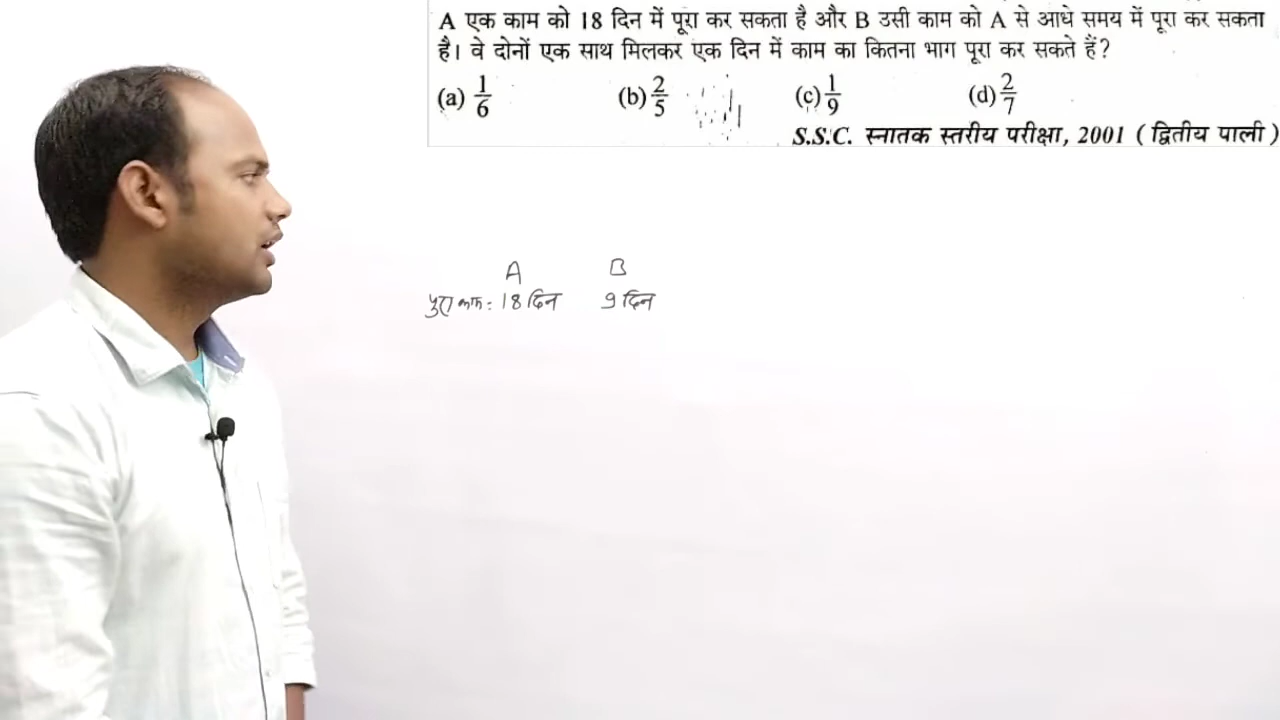 A एक काम को 18 दिन में पूरा कर सकता है और B उसी काम को A से आधे समय में पूरा कर सकता
है। वे दोनों एक साथ मिलकर एक दिन में काम का कितना भाग पूरा कर सकते हैं?
(a) 1/6 (b) 2/5 (c) 1/9 (d) 2/7
S.S.C. स्नातक स्तरीय परीक्षा, 2001 ( द्वितीय पाली )
A B
पुरा काम: 18 दिन 9 दिन